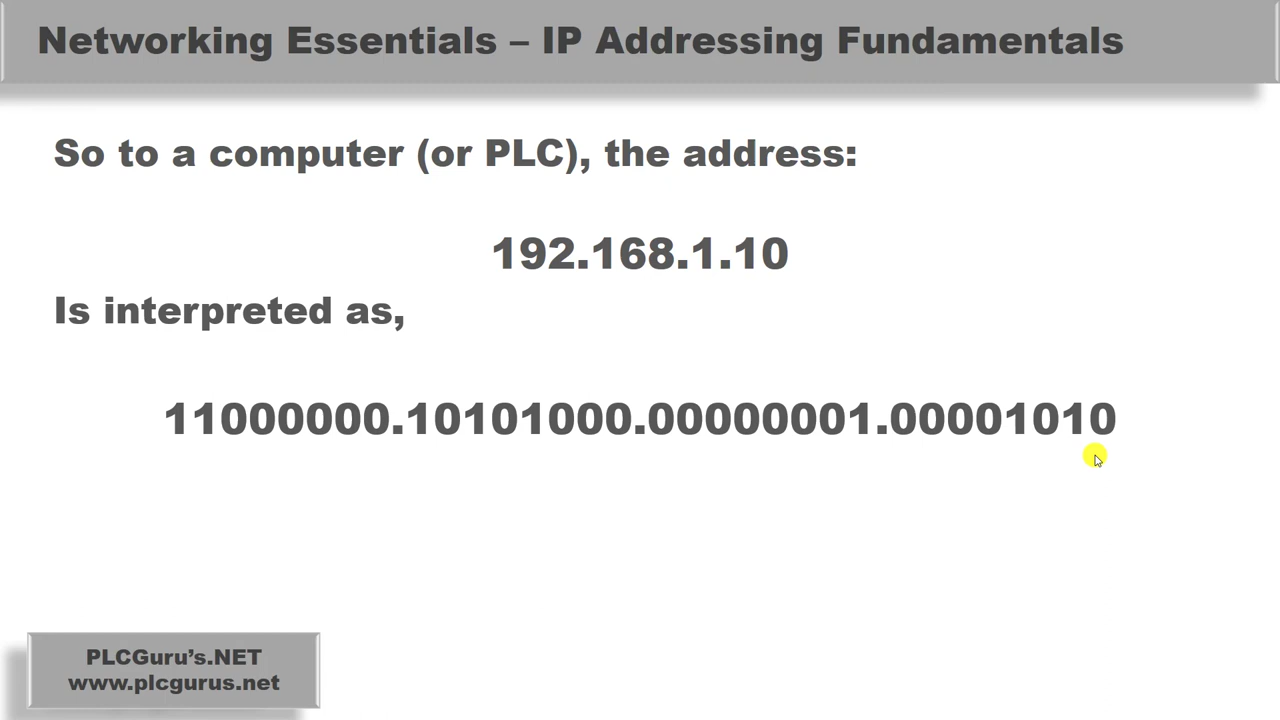 Networking Essentials – IP Addressing Fundamentals
So to a computer (or PLC), the address:
192.168.1.10
Is interpreted as,
11000000.10101000.00000001.00001010
PLCGuru’s.NET
www.plcgurus.net